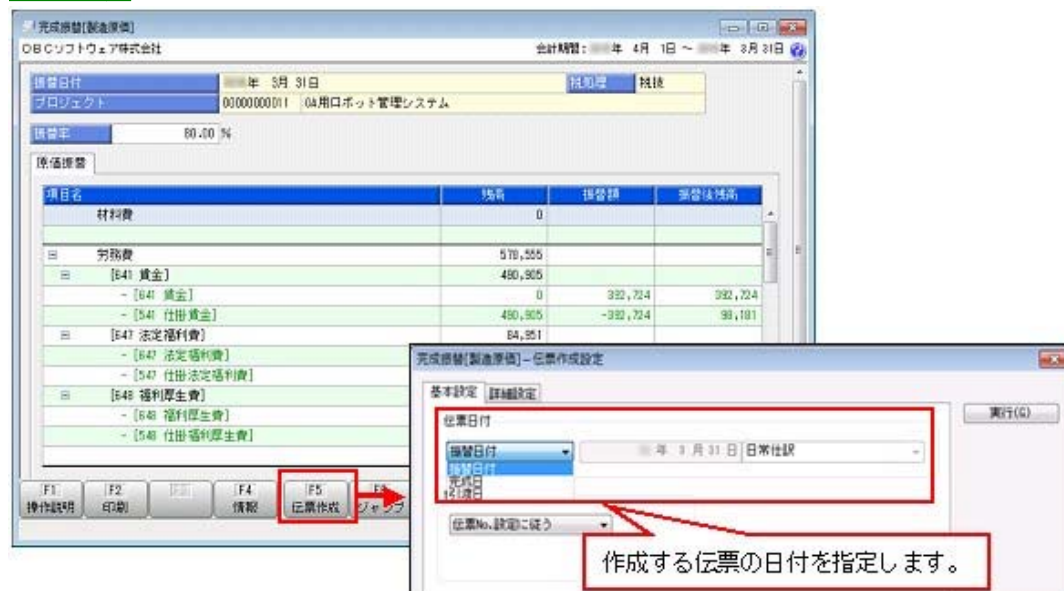 完成振替[製造原価]
OBCソフトウェア株式会社 会計期間: 年 4月 1日 ~ 年 3月31日
振替日付 年 3月 31日 税処理 税抜
プロジェクト 00000000011 OA用ロボット管理システム
振替率 80.00 %
原価振替
項目名 残高 振替額 振替後残高
材料費 0
労務費 578,555
[641 賃金] 490,905
- [641 賃金] 0 392,724 392,724
- [541 仕掛賃金] 490,905 -392,724 98,181
[647 法定福利費] 84,951
- [647 法定福利費]
- [547 仕掛法定福利費]
[648 福利厚生費]
- [648 福利厚生費]
- [548 仕掛福利厚生費]
F1 操作説明
F2 印刷
F3
F4 情報
F5 伝票作成
ジャンプ
完成振替[製造原価]-伝票作成設定
基本設定 詳細設定
実行(G)
伝票日付
振替日付 年 3 月 31 日 日常仕訳
振替日付
完成日
引渡日
伝票No.設定に従う
作成する伝票の日付を指定します。